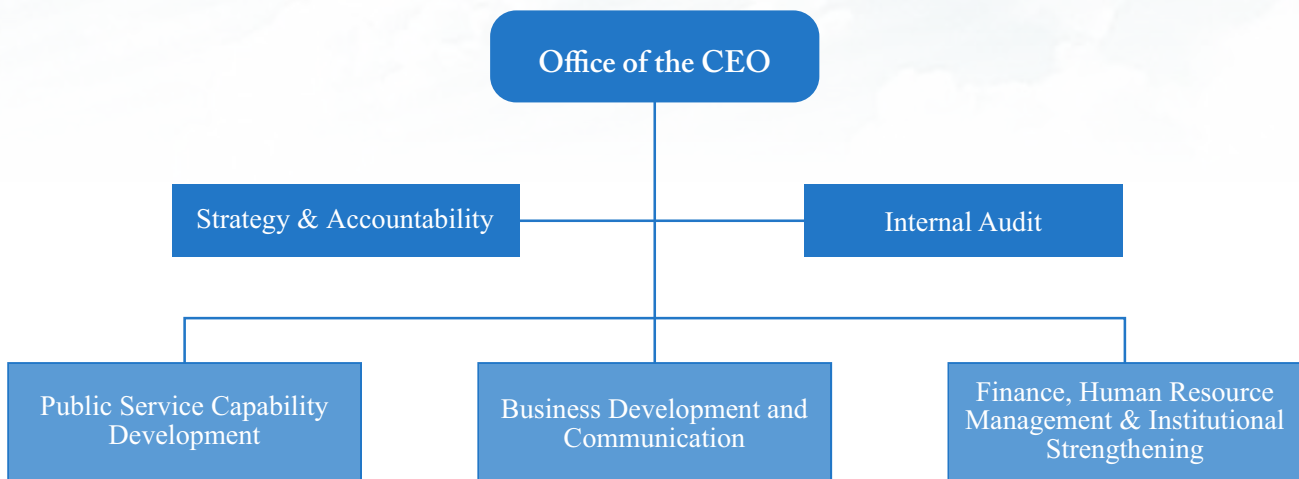 Office of the CEO
Strategy & Accountability
Internal Audit
Public Service Capability
Development
Business Development and
Communication
Finance, Human Resource
Management & Institutional
Strengthening